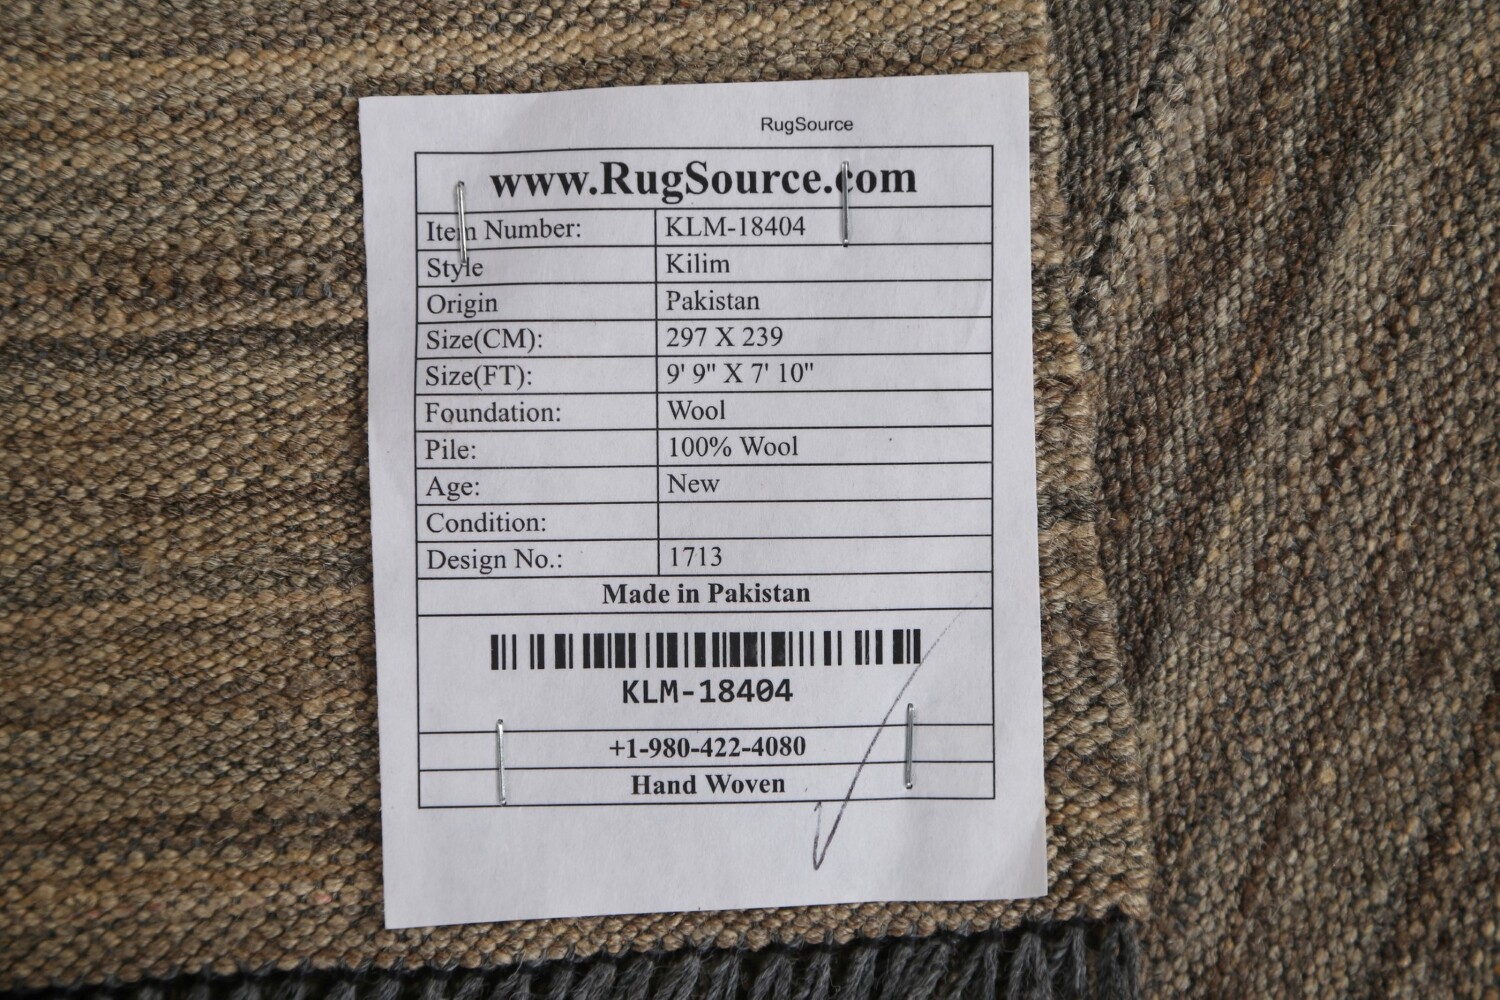 RugSource
www.RugSource.com
Item Number: KLM-18404
Style Kilim
Origin Pakistan
Size(CM): 297 X 239
Size(FT): 9' 9" X 7' 10"
Foundation: Wool
Pile: 100% Wool
Age: New
Condition:
Design No.: 1713
Made in Pakistan
KLM-18404
+1-980-422-4080
Hand Woven